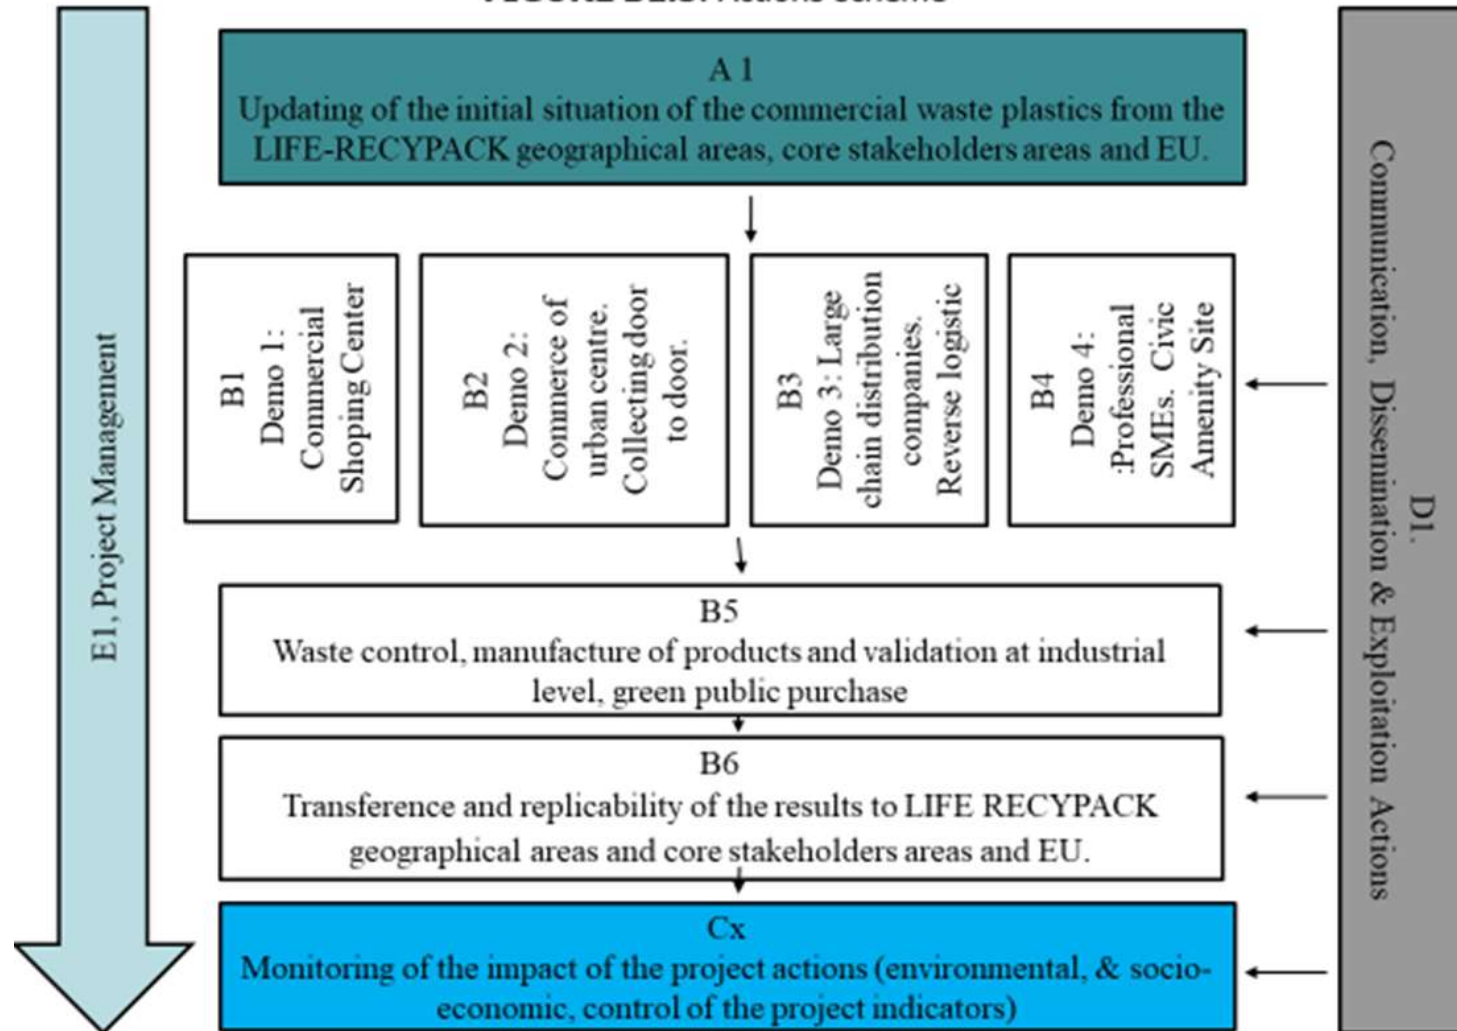 A 1
Updating of the initial situation of the commercial waste plastics from the
LIFE-RECYPACK geographical areas, core stakeholders areas and EU.
E1, Project Management
B1
Demo 1:
Commercial
Shoping Center
B2
Demo 2:
Commerce of
urban centre.
Collecting door
to door.
B3
Demo 3: Large
chain distribution
companies.
Reverse logistic
B4
Demo 4:
:Professional
SMEs. Civic
Amenity Site
D1.
Communication, Dissemination & Exploitation Actions
B5
Waste control, manufacture of products and validation at industrial
level, green public purchase
B6
Transference and replicability of the results to LIFE RECYPACK
geographical areas and core stakeholders areas and EU.
Cx
Monitoring of the impact of the project actions (environmental, & socio-
economic, control of the project indicators)